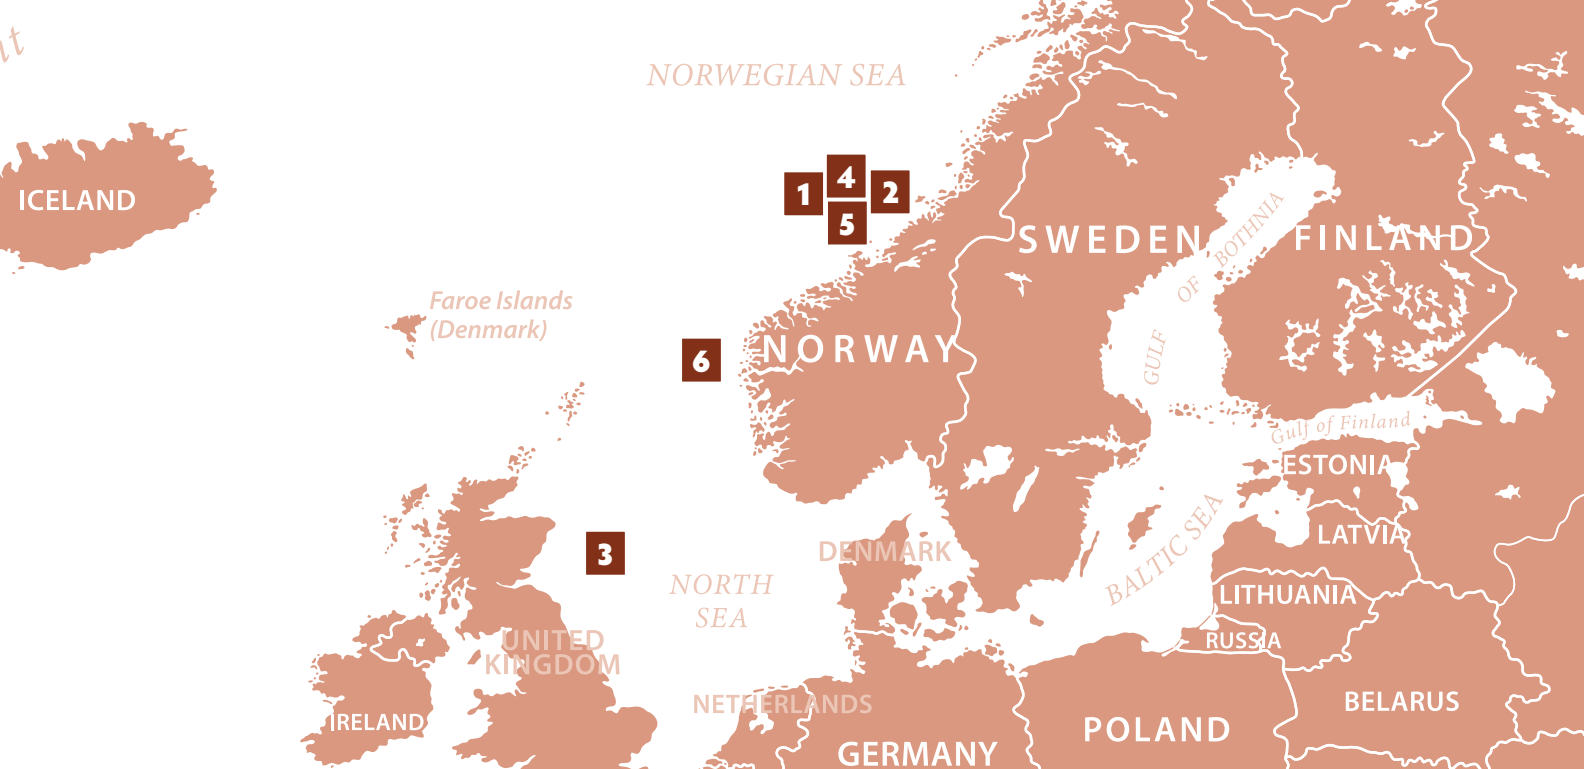 NORWEGIAN SEA
ICELAND
1
4
2
5
SWEDEN
FINLAND
GULF OF BOTHNIA
Faroe Islands
(Denmark)
NORWAY
6
Gulf of Finland
ESTONIA
LATVIA
BALTIC SEA
3
DENMARK
NORTH
SEA
LITHUANIA
RUSSIA
UNITED
KINGDOM
NETHERLANDS
BELARUS
IRELAND
POLAND
GERMANY